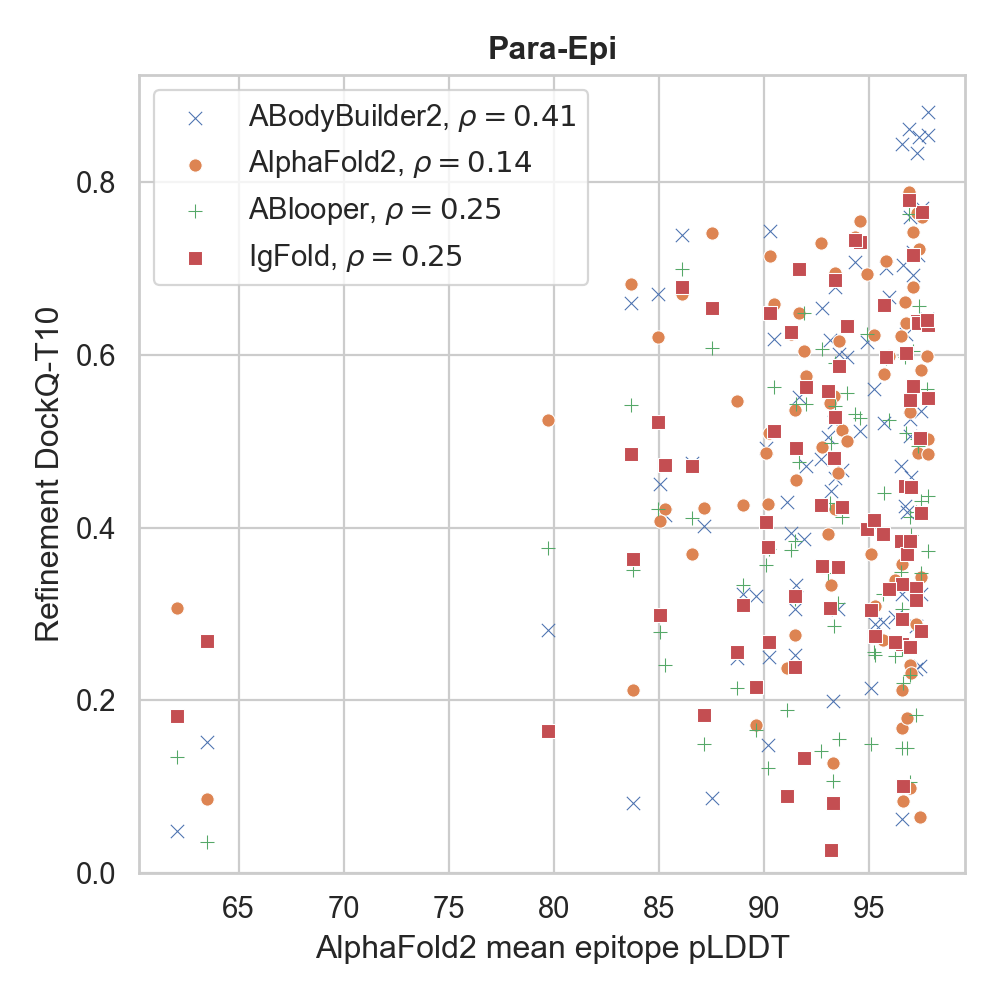 Para-Epi
ABodyBuilder2, ρ = 0.41
AlphaFold2, ρ = 0.14
ABlooper, ρ = 0.25
IgFold, ρ = 0.25
Refinement DockQ-T10
0.8
0.6
0.4
0.2
0.0
65 70 75 80 85 90 95
AlphaFold2 mean epitope pLDDT